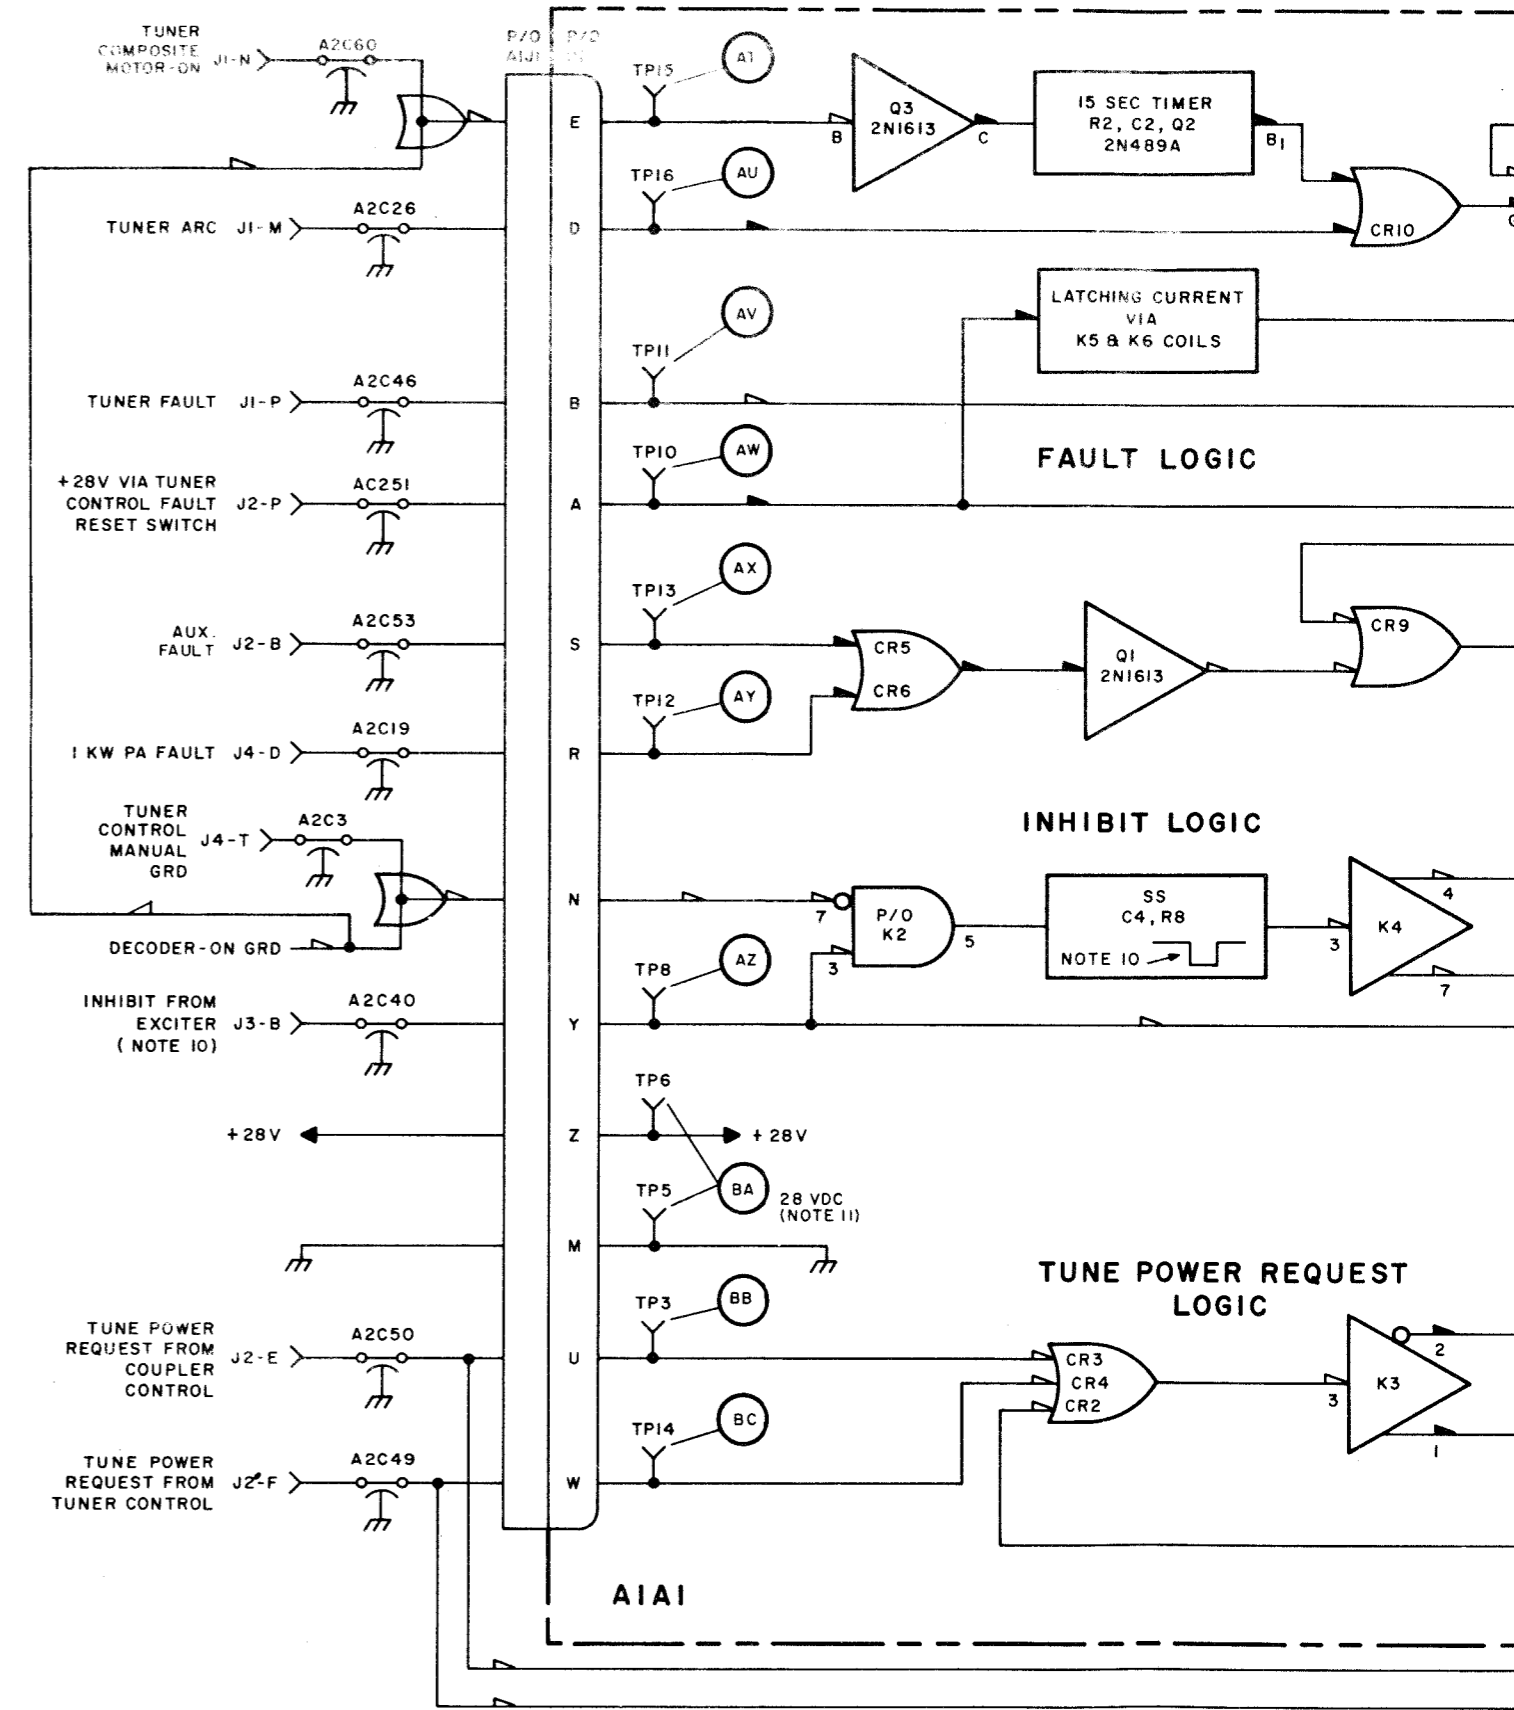 TUNER
COMPOSITE
MOTOR-ON
J1-N
A2C60
P/O
A1J1
P/O
TP15
AT
E
B
Q3
2N1613
C
15 SEC TIMER
R2, C2, Q2
2N489A
B1
TP16
AU
TUNER ARC J1-M
A2C26
D
CR10
TP11
AV
LATCHING CURRENT
VIA
K5 & K6 COILS
TUNER FAULT J1-P
A2C46
B
FAULT LOGIC
TP10
AW
+28V VIA TUNER
CONTROL FAULT
RESET SWITCH
J2-P
AC251
A
TP13
AX
AUX.
FAULT
J2-B
A2C53
S
CR5
CR6
Q1
2N1613
CR9
TP12
AY
1 KW PA FAULT J4-D
A2C19
R
INHIBIT LOGIC
TUNER
CONTROL
MANUAL
GRD
J4-T
A2C3
N
7
3
P/O
K2
5
SS
C4, R8
NOTE 10
3
K4
4
7
DECODER-ON GRD
TP8
AZ
INHIBIT FROM
EXCITER
(NOTE 10)
J3-B
A2C40
Y
TP6
+28V
Z
+28V
TP5
BA
28 VDC
(NOTE 11)
M
TUNE POWER REQUEST
LOGIC
TP3
BB
TUNE POWER
REQUEST FROM
COUPLER
CONTROL
J2-E
A2C50
U
CR3
CR4
CR2
3
K3
2
1
TP14
BC
TUNE POWER
REQUEST FROM
TUNER CONTROL
J2-F
A2C49
W
A1A1